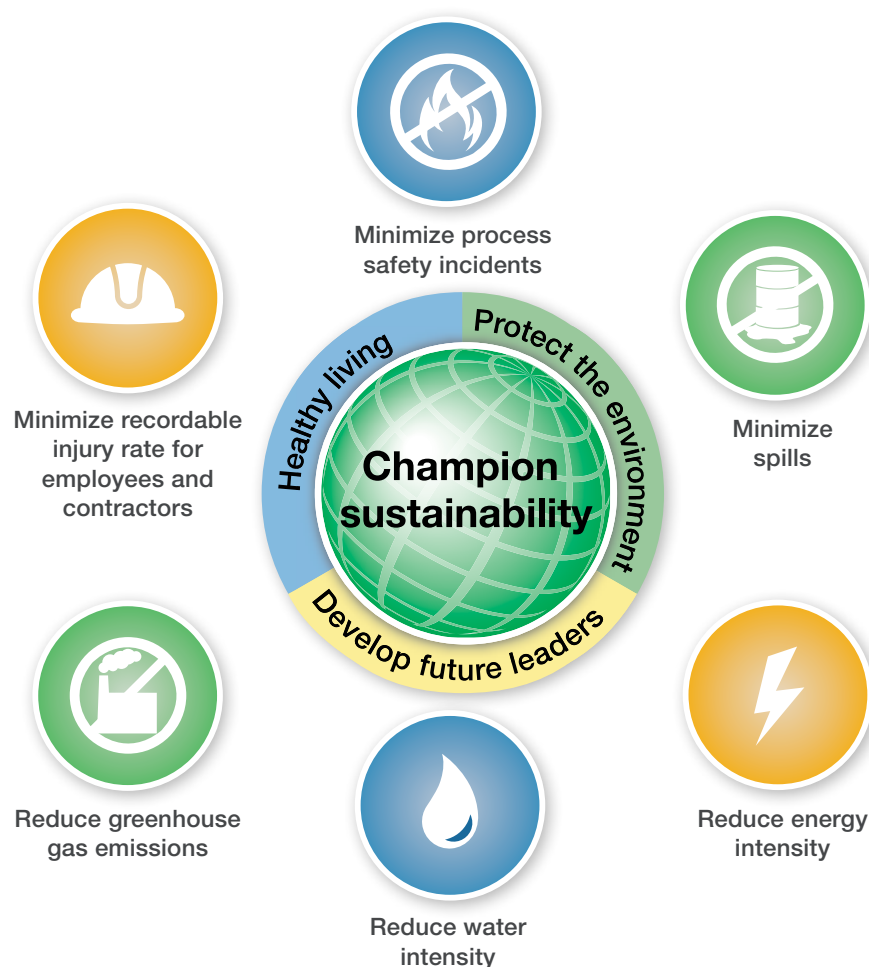 Minimize process
safety incidents
Minimize recordable
injury rate for
employees and
contractors
Minimize
spills
Healthy living
Protect the environment
Champion
sustainability
Develop future leaders
Reduce greenhouse
gas emissions
Reduce energy
intensity
Reduce water
intensity